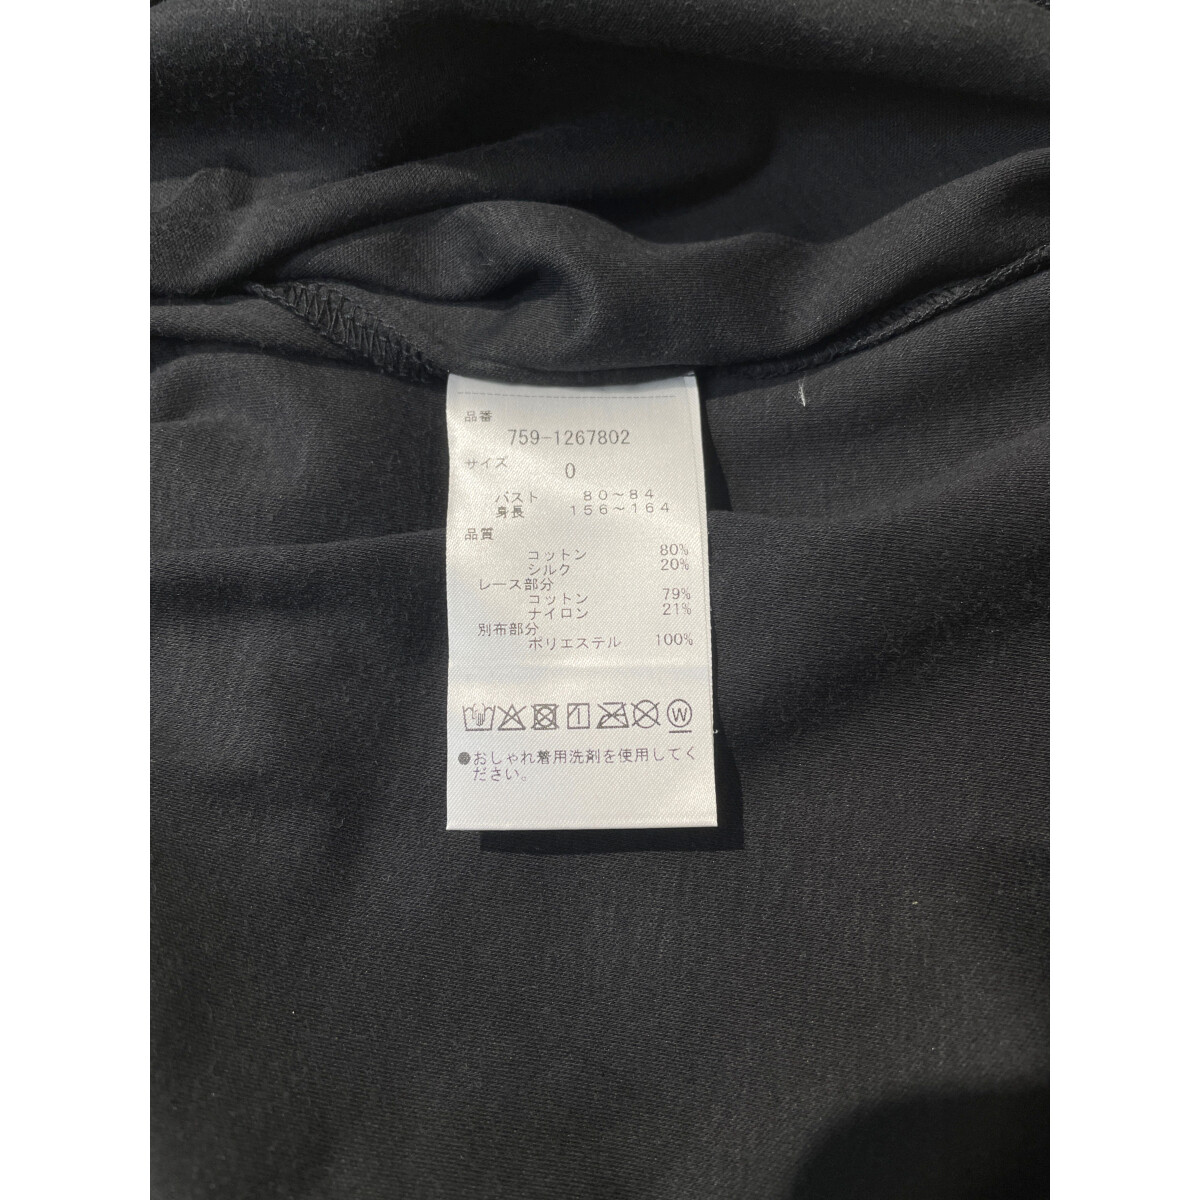 品番
759-1267802
サイズ 0
バスト 80〜84
身長 156〜164
品質
コットン 80%
シルク 20%
レース部分
コットン 79%
ナイロン 21%
別布部分
ポリエステル 100%
W
●おしゃれ着用洗剤を使用してく
ださい。